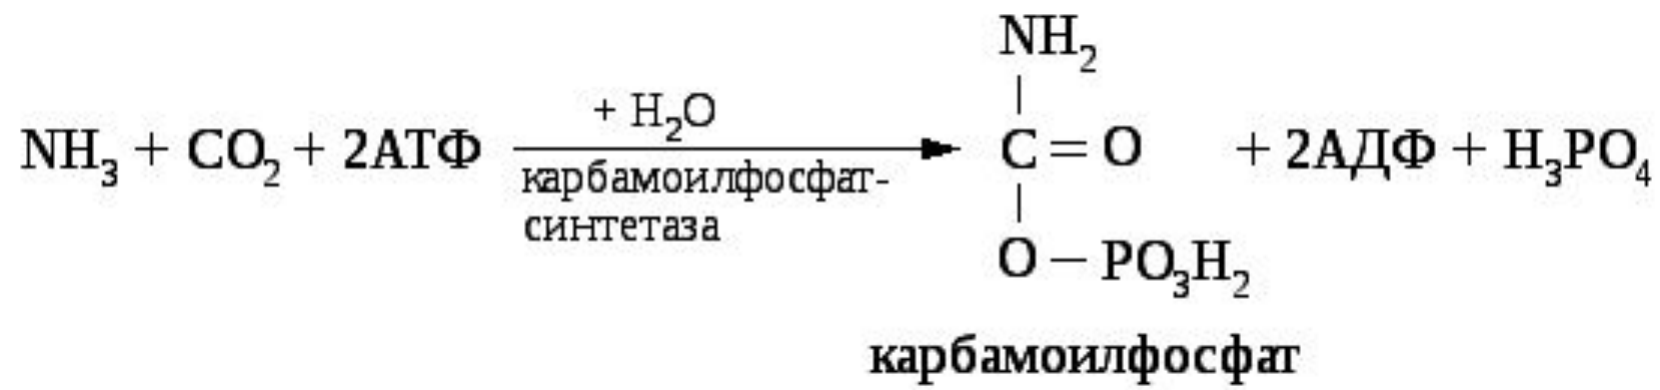 NH2
+ H2O
NH3 + CO2 + 2АТФ
C = O
+ 2АДФ + H3PO4
карбамоилфосфат-
синтетаза
O – PO3H2
карбамоилфосфат